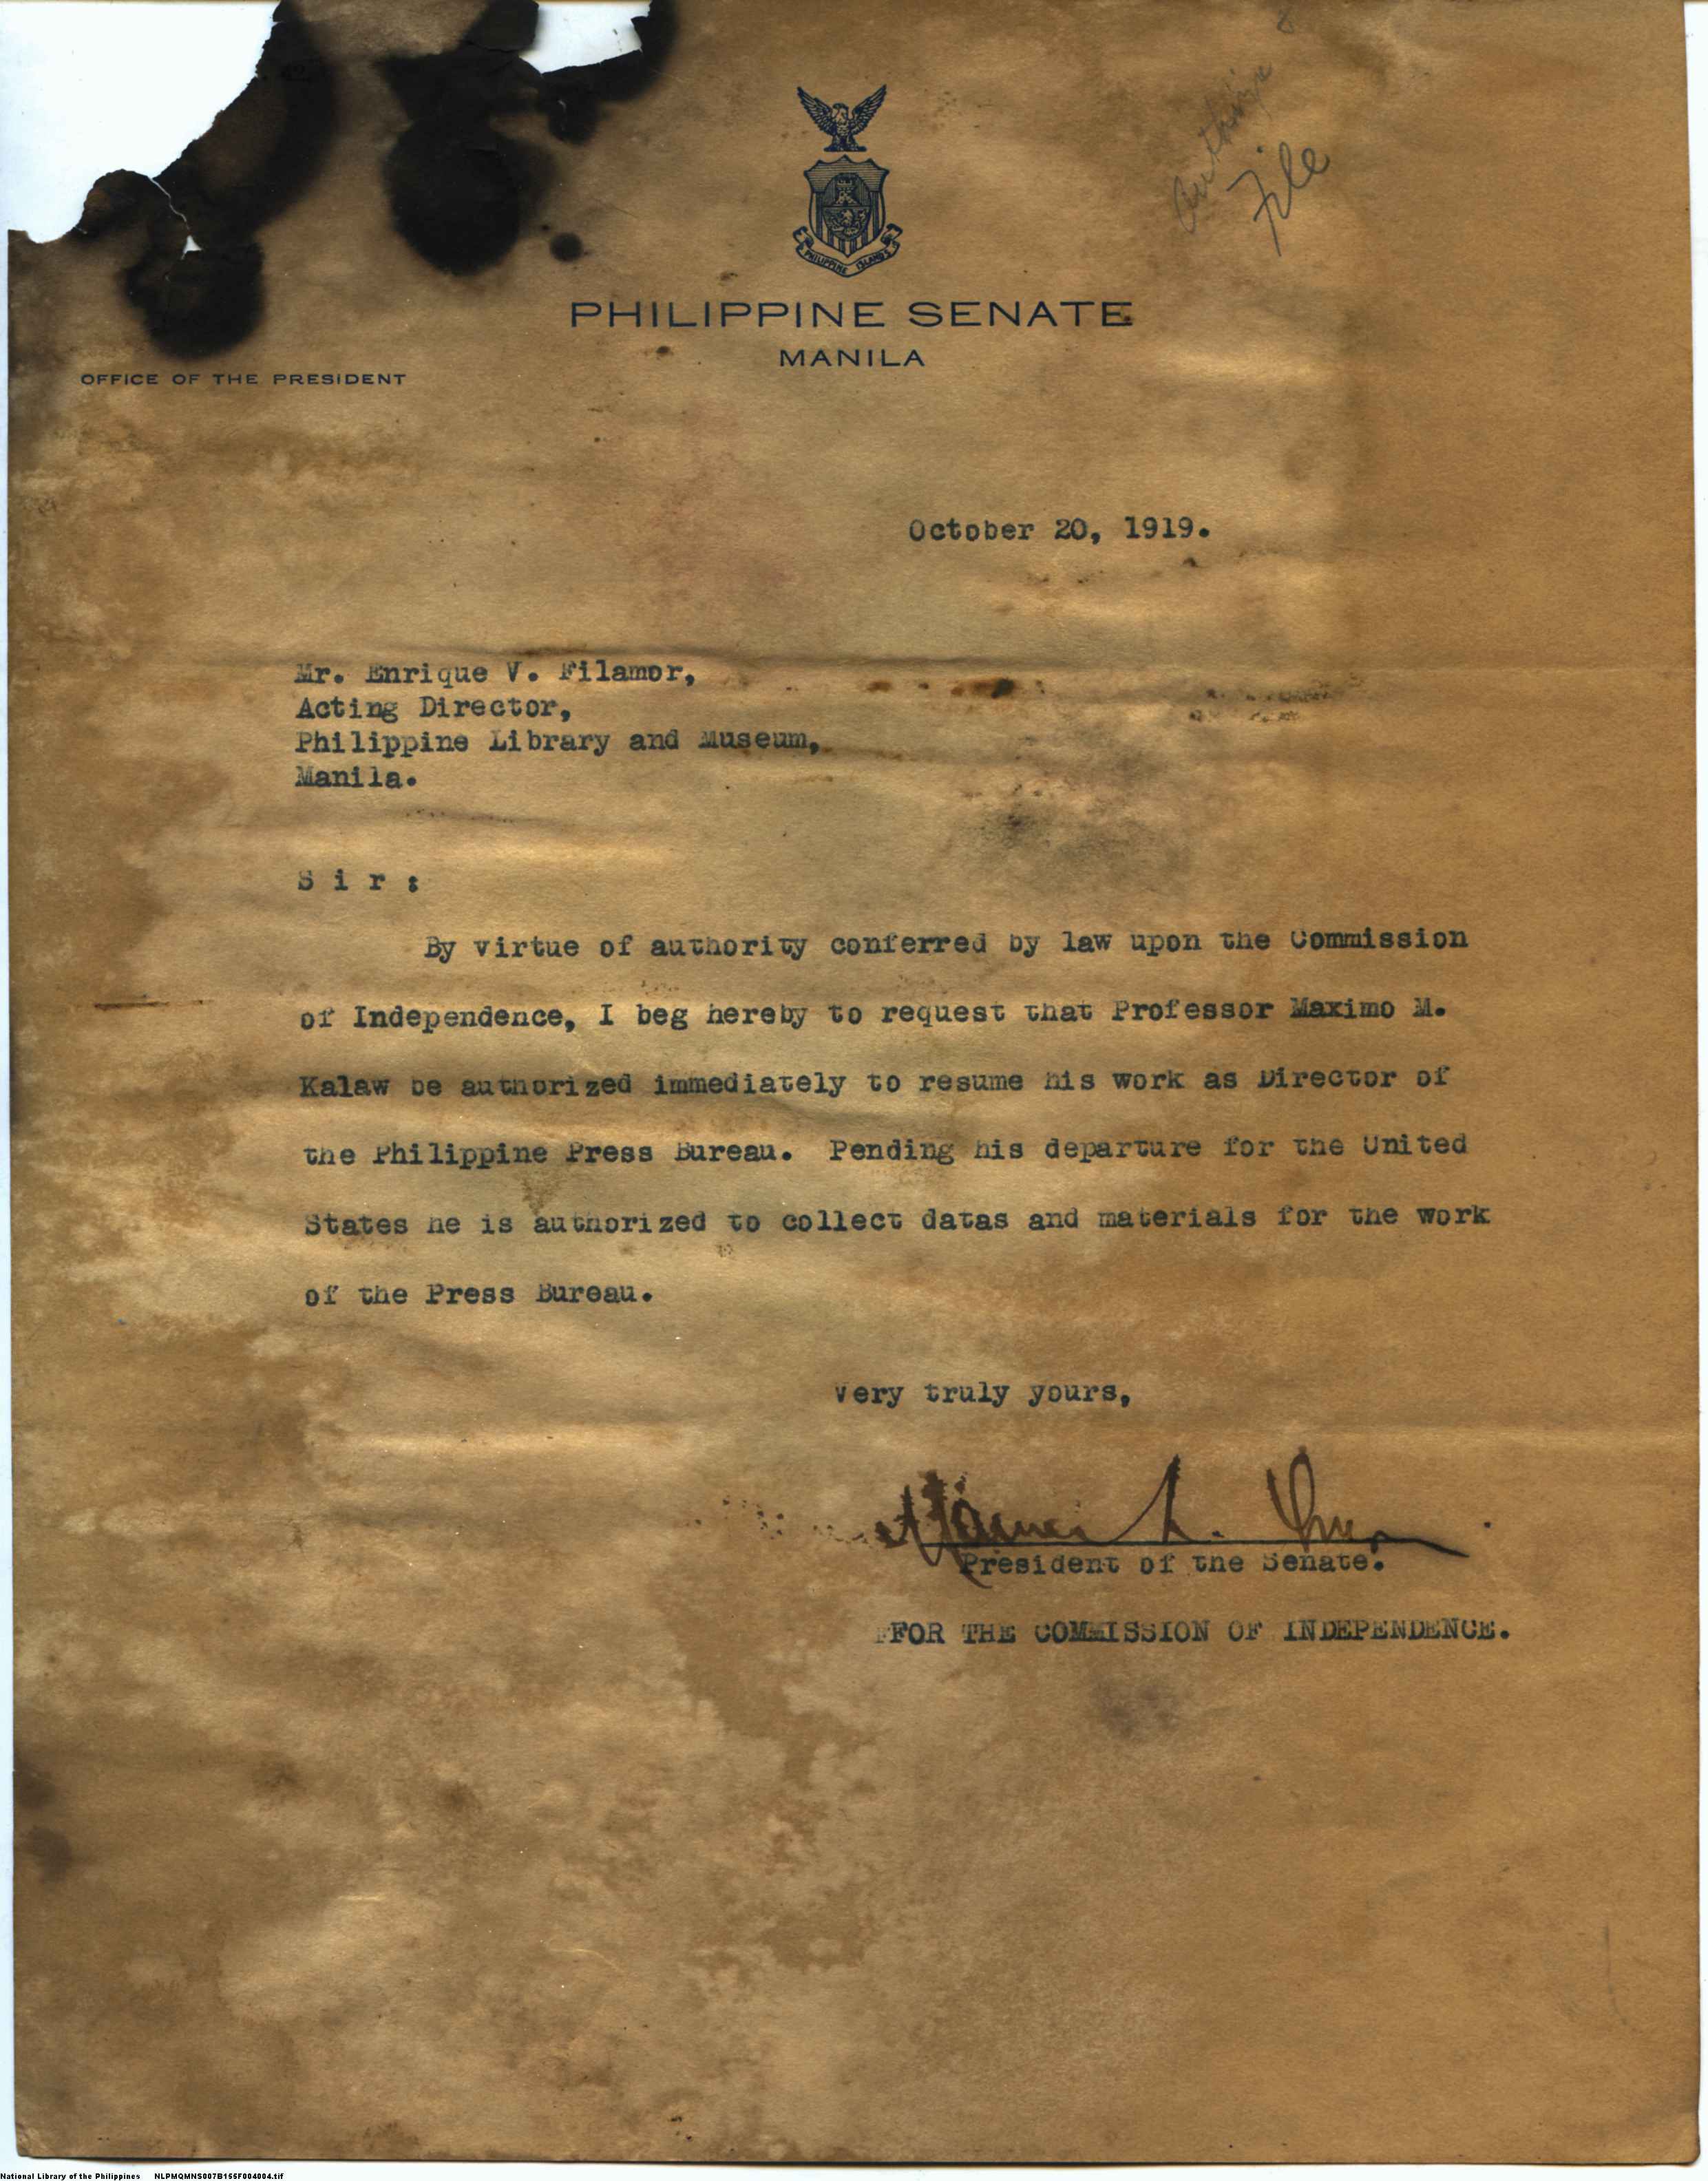 42
Authorize
File
PHILIPPINE ISLANDS
PHILIPPINE SENATE
MANILA
OFFICE OF THE PRESIDENT
October 20, 1919.
Mr. Enrique V. Filamor,
Acting Director,
Philippine Library and Museum,
Manila.
S i r :
By virtue of authority conferred by law upon the Commission
of Independence, I beg hereby to request that Professor Maximo M.
Kalaw be authorized immediately to resume his work as Director of
the Philippine Press Bureau. Pending his departure for the United
States he is authorized to collect datas and materials for the work
of the Press Bureau.
Very truly yours,
President of the Senate.
FFOR THE COMMISSION OF INDEPENDENCE.
National Library of the Philippines NLPMQMNS007B155F004004.tif